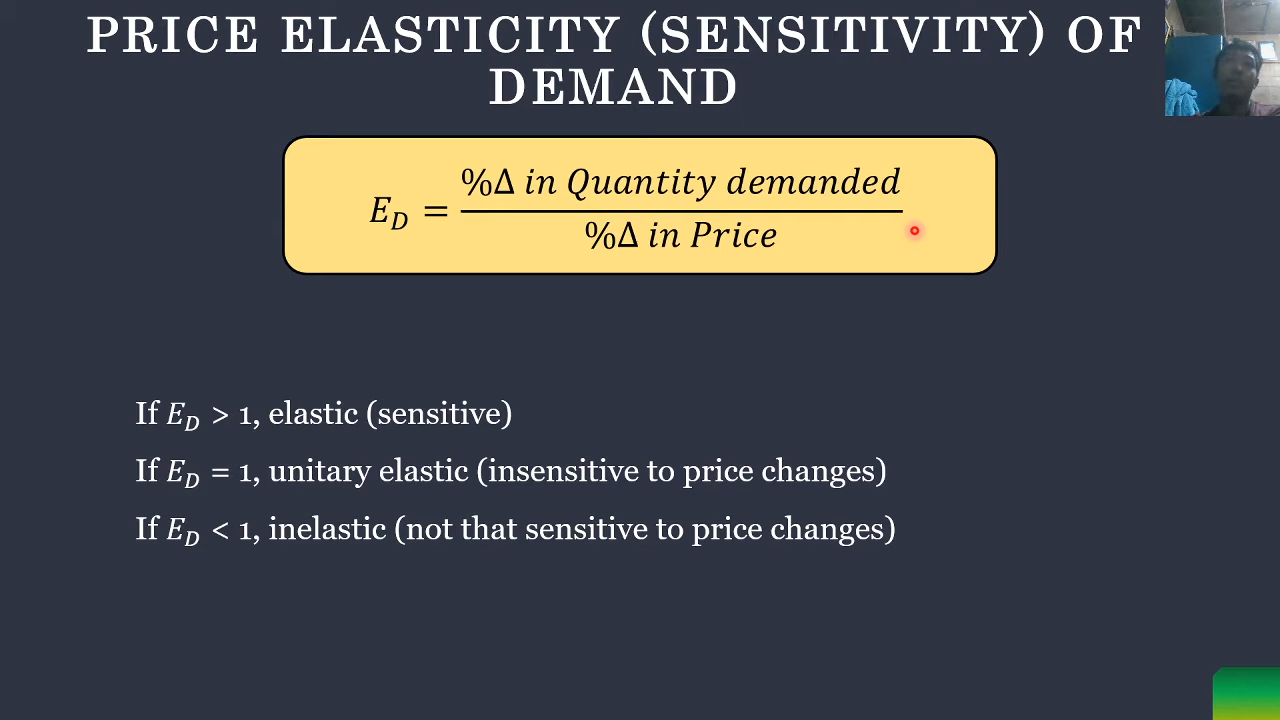 PRICE ELASTICITY (SENSITIVITY) OF
DEMAND
E_D = %Δ in Quantity demanded / %Δ in Price
If E_D > 1, elastic (sensitive)
If E_D = 1, unitary elastic (insensitive to price changes)
If E_D < 1, inelastic (not that sensitive to price changes)